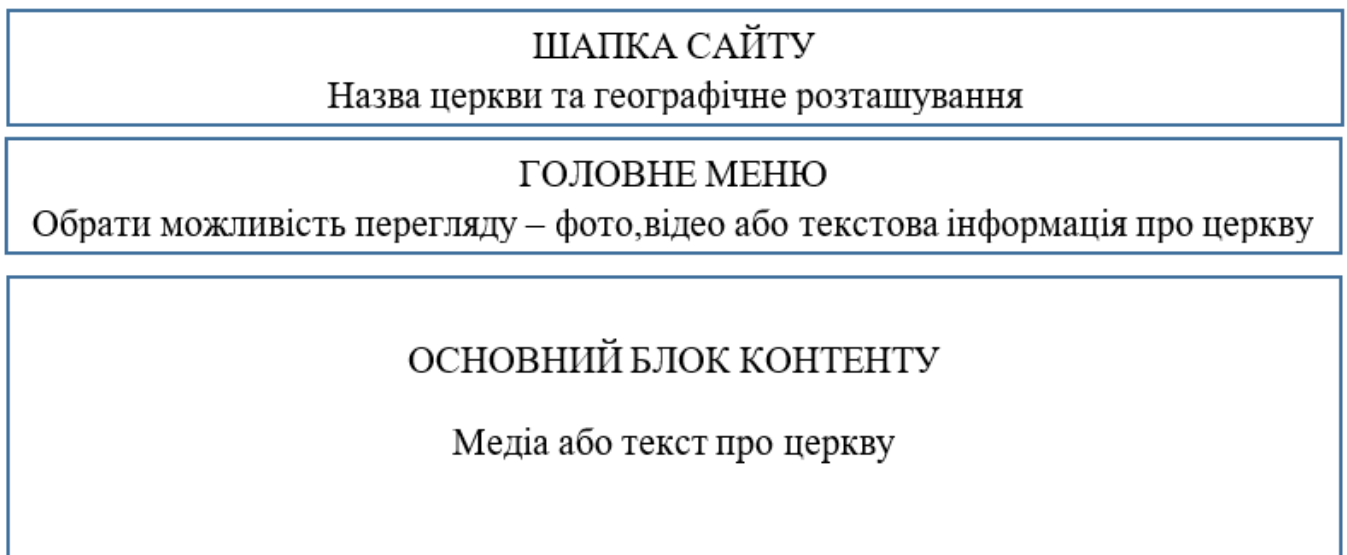 ШАПКА САЙТУ
Назва церкви та географічне розташування
ГОЛОВНЕ МЕНЮ
Обрати можливість перегляду – фото,відео або текстова інформація про церкву
ОСНОВНИЙ БЛОК КОНТЕНТУ
Медіа або текст про церкву